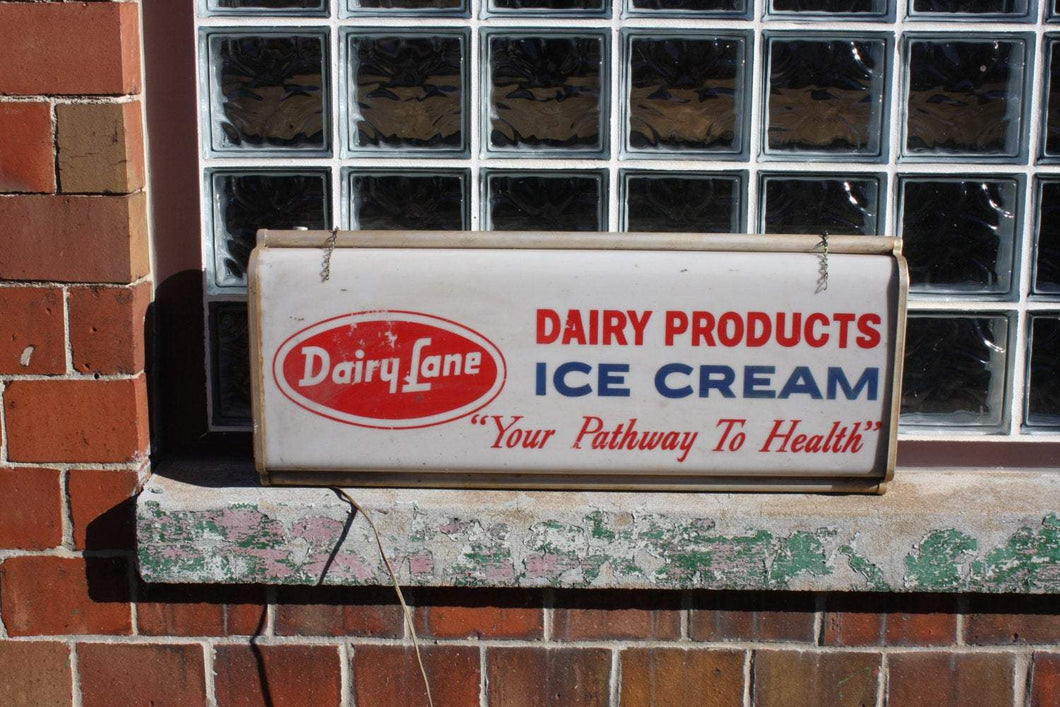 Dairy Lane
DAIRY PRODUCTS
ICE CREAM
"Your Pathway To Health"